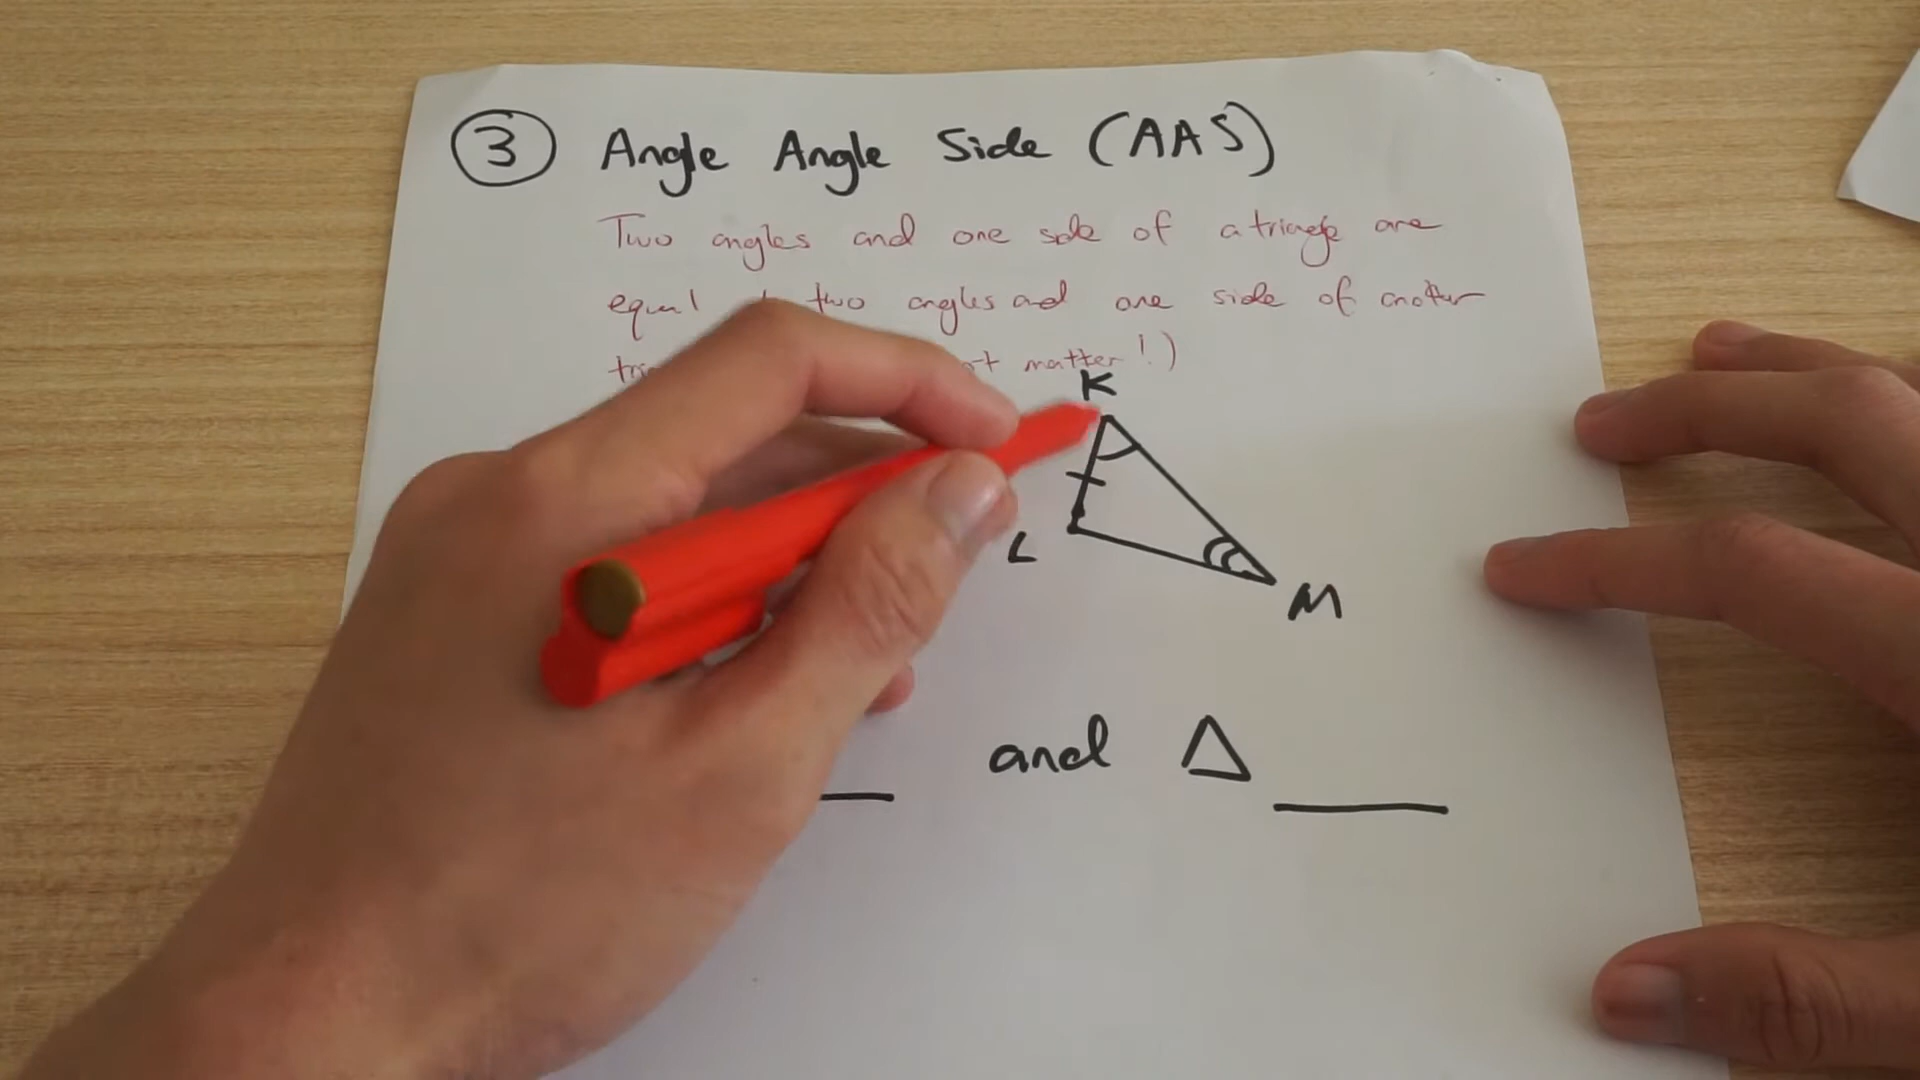 3 Angle Angle Side (AAS)
Two angles and one side of a triangle are
equal two angles and one side of another
matter!)
K
L
M
and Δ